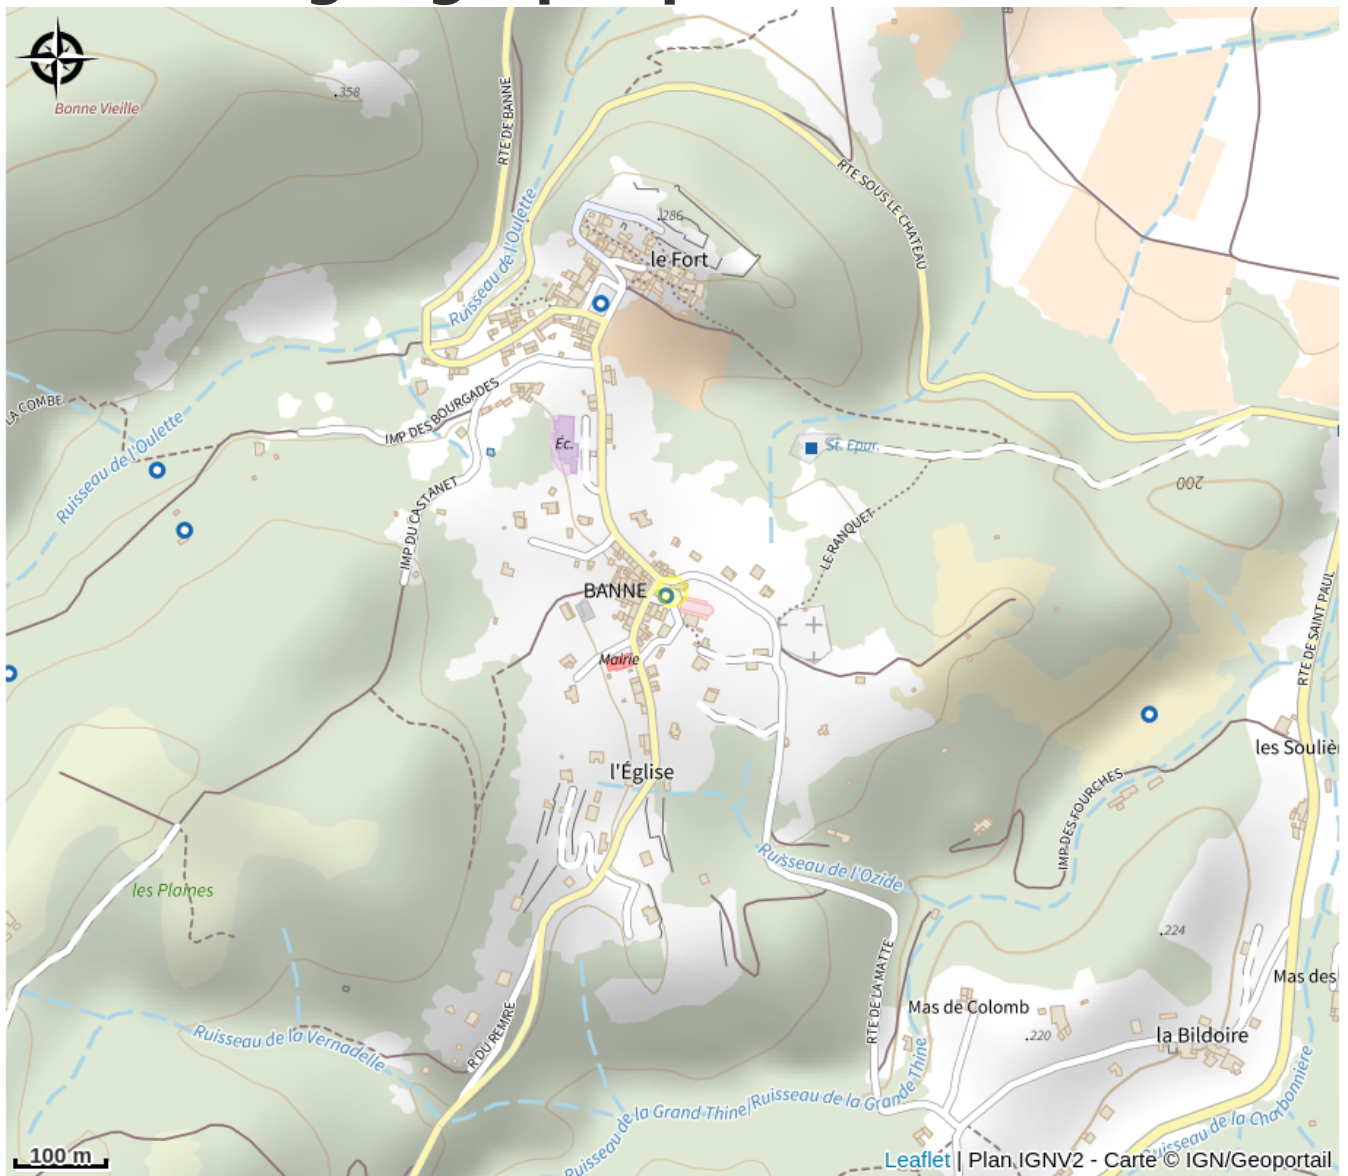 .358
Bonne Vieille
RTE DE BANNE
RTE SOUS LE CHATEAU
Ruisseau de l'Oulette
.286
le Fort
LA COMBE
IMP DES BOURGADES
Éc.
St. Epur.
Ruisseau de l'Oulette
IMP DU CASTANET
200
LE RANQUET
BANNE
Mairie
RTE DE SAINT PAUL
les Souliè
l'Église
IMP DES FOURCHES
Ruisseau de l'Ozide
les Plaines
.224
RTE DE LA MATTE
Mas des
Mas de Colomb
R DU REMIRE
Ruisseau de la Vernadelle
.220
la Bildoire
Ruisseau de la Grand Thine/Ruisseau de la Grande Thine
uisseau de la Charbonnière
100 m
Leaflet | Plan IGNV2 - Carte © IGN/Geoportail